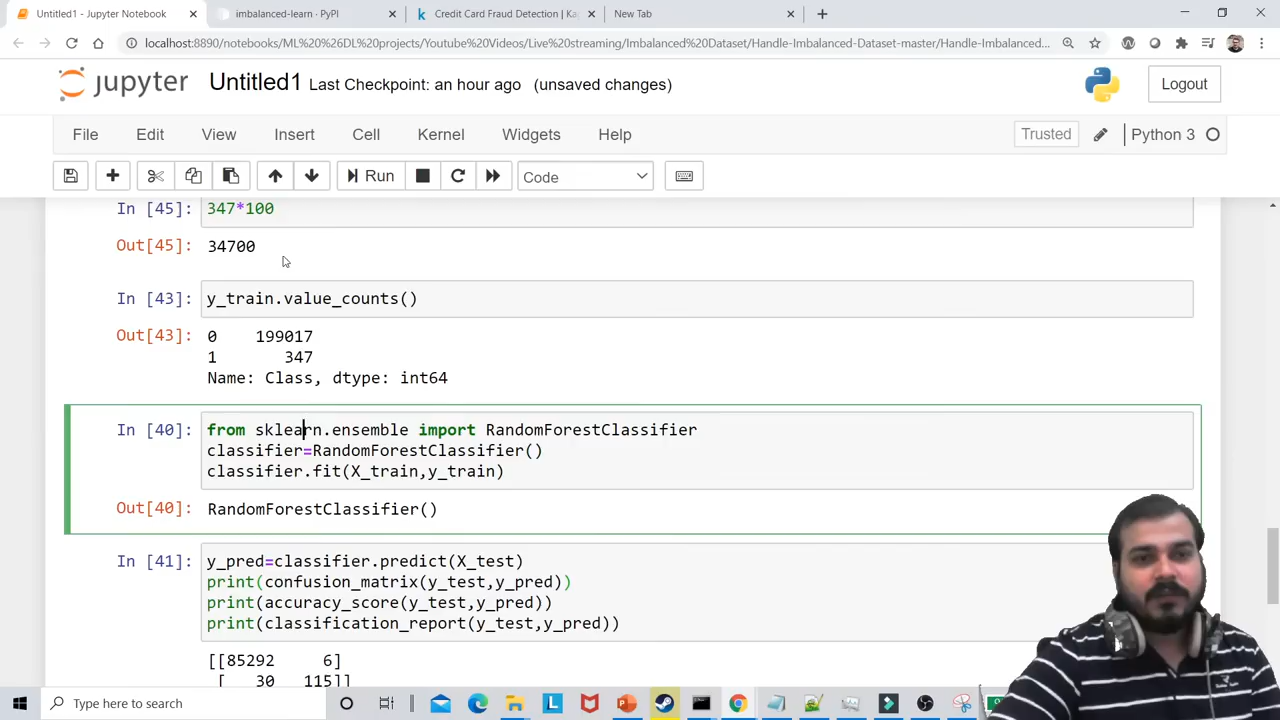 Untitled1 - Jupyter Notebook
imbalanced-learn · PyPI
Credit Card Fraud Detection | Ka
New Tab
localhost:8890/notebooks/ML%20%26%20DL%20projects/Youtube%20Videos/Live%20streaming/Imbalanced%20Dataset/Handle-Imbalanced-Dataset-master/Handle-Imbalanced...
jupyter Untitled1 Last Checkpoint: an hour ago (unsaved changes)
Logout
File Edit View Insert Cell Kernel Widgets Help
Trusted Python 3
Run Code
In [45]: 347*100
Out[45]: 34700
In [43]: y_train.value_counts()
Out[43]: 0 199017
1 347
Name: Class, dtype: int64
In [40]: from sklearn.ensemble import RandomForestClassifier
classifier=RandomForestClassifier()
classifier.fit(X_train,y_train)
Out[40]: RandomForestClassifier()
In [41]: y_pred=classifier.predict(X_test)
print(confusion_matrix(y_test,y_pred))
print(accuracy_score(y_test,y_pred))
print(classification_report(y_test,y_pred))
[[85292 6]
[ 30 115]]
Type here to search